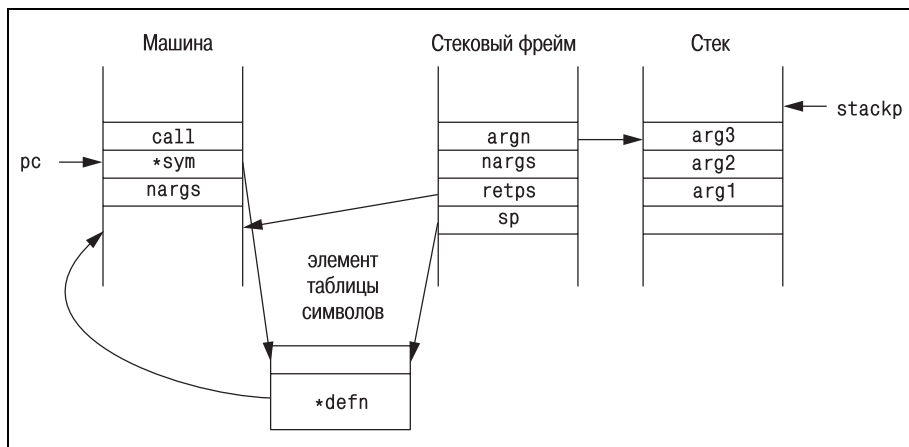 Машина
Стековый фрейм
Стек
stackp
call
argn
arg3
pc
*sym
nargs
arg2
nargs
retps
arg1
sp
элемент
таблицы
символов
*defn